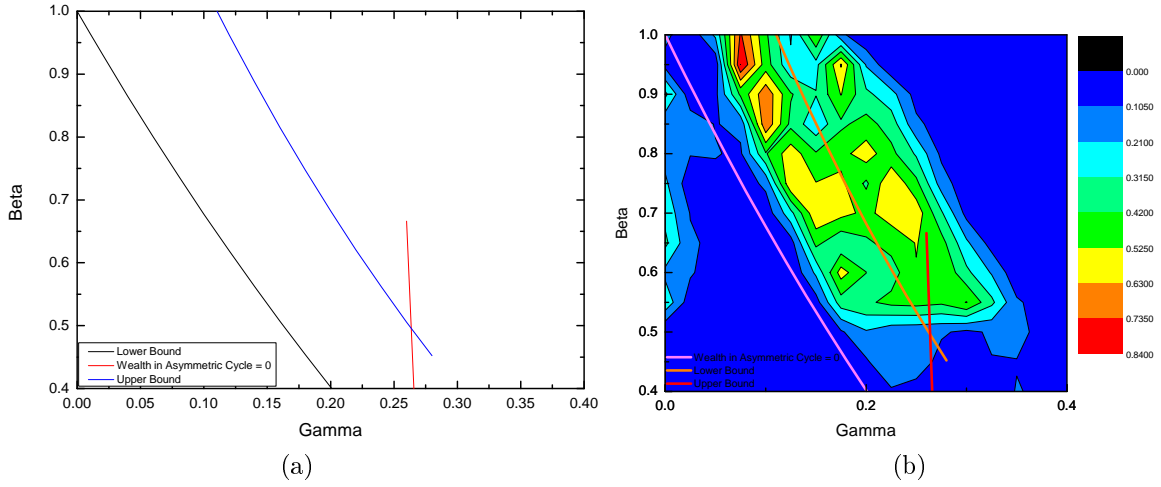 1.0
0.9
0.8
0.7
0.6
0.5
0.4
Beta
Lower Bound
Wealth in Asymmetric Cycle = 0
Upper Bound
0.00 0.05 0.10 0.15 0.20 0.25 0.30 0.35 0.40
Gamma
(a)
1.0
0.9
0.8
0.7
0.6
0.5
0.4
Beta
Wealth in Asymmetric Cycle = 0
Lower Bound
Upper Bound
0.0 0.2 0.4
Gamma
0.000
0.1050
0.2100
0.3150
0.4200
0.5250
0.6300
0.7350
0.8400
(b)